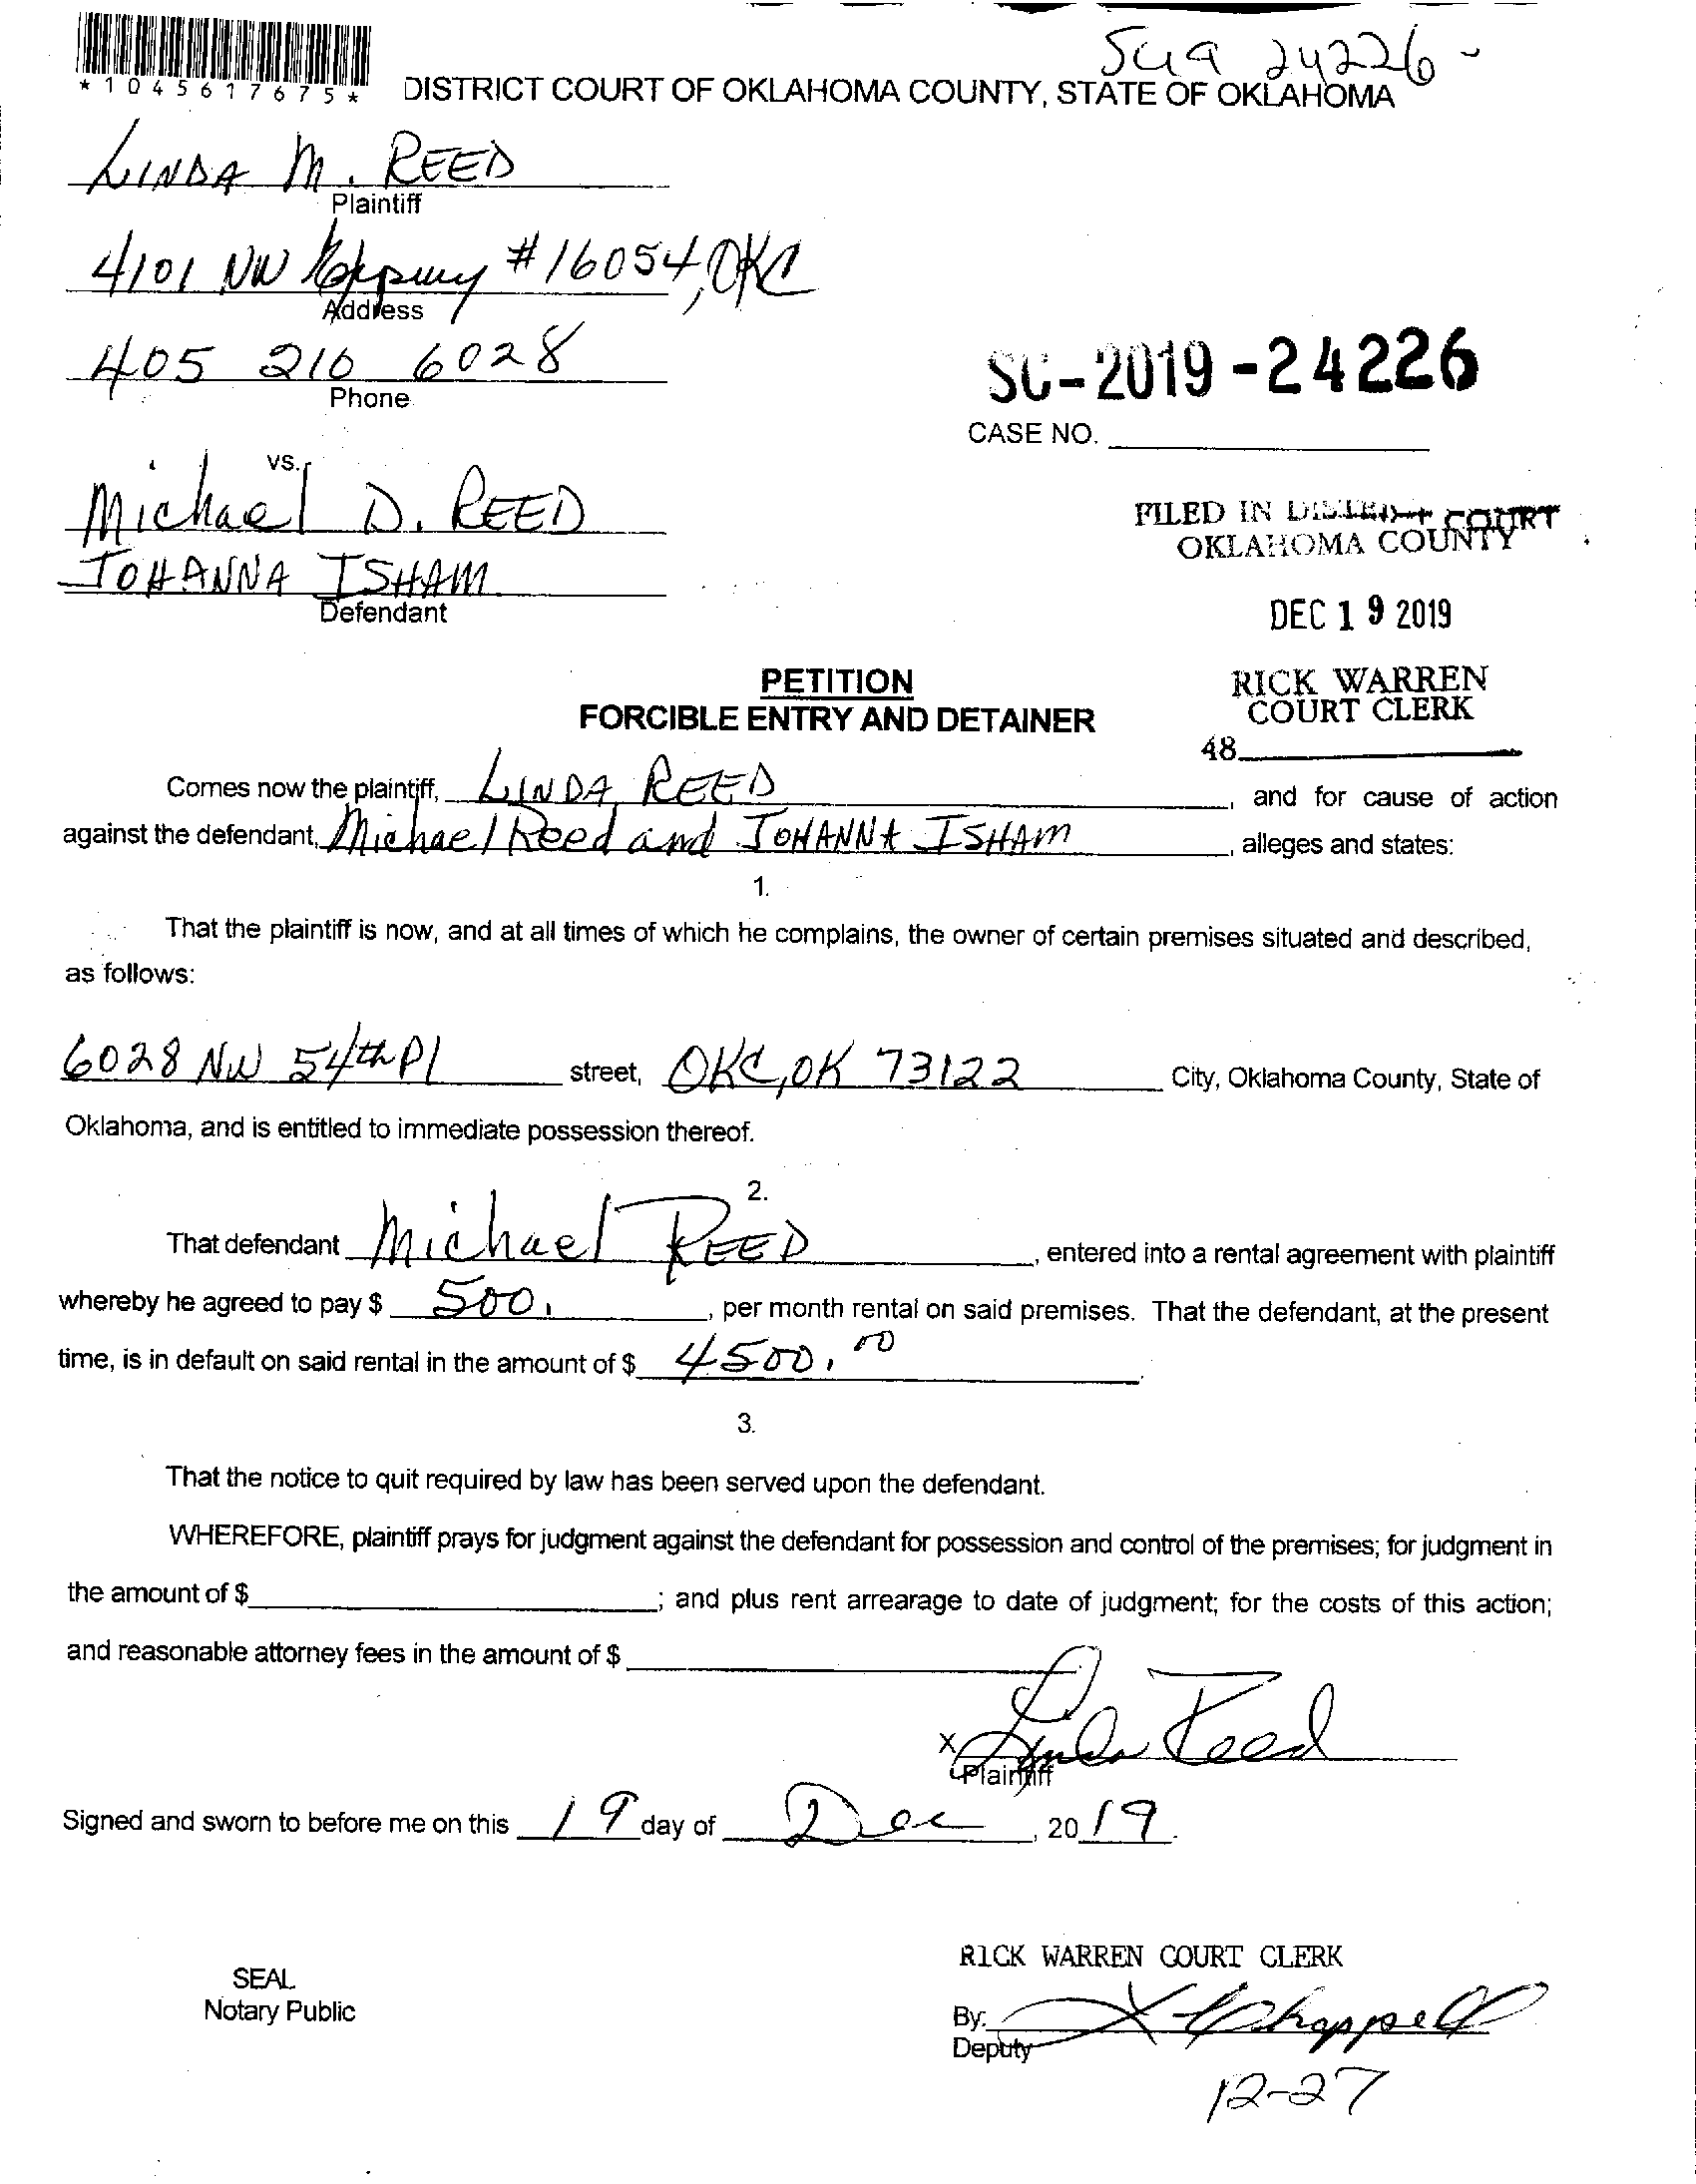 *1045617675*
SC19 24226-
DISTRICT COURT OF OKLAHOMA COUNTY, STATE OF OKLAHOMA
LINDA M. REED
Plaintiff
4101 NW Expwy #16054, OKC
Address
405 210 6028
Phone
SC-2019-24226
CASE NO.
vs.
Michael D. REED
JOHANNA ISHAM
Defendant
FILED IN DISTRICT COURT
OKLAHOMA COUNTY
DEC 19 2019
RICK WARREN
COURT CLERK
48
PETITION
FORCIBLE ENTRY AND DETAINER
Comes now the plaintiff, LINDA REED, and for cause of action
against the defendant, Michael Reed and JOHANNA ISHAM, alleges and states:
1.
That the plaintiff is now, and at all times of which he complains, the owner of certain premises situated and described,
as follows:
6028 NW 54th Pl street, OKC, OK 73122 City, Oklahoma County, State of
Oklahoma, and is entitled to immediate possession thereof.
2.
That defendant Michael REED, entered into a rental agreement with plaintiff
whereby he agreed to pay $ 500., per month rental on said premises. That the defendant, at the present
time, is in default on said rental in the amount of $ 4500.00.
3.
That the notice to quit required by law has been served upon the defendant.
WHEREFORE, plaintiff prays for judgment against the defendant for possession and control of the premises; for judgment in
the amount of $ ; and plus rent arrearage to date of judgment; for the costs of this action;
and reasonable attorney fees in the amount of $
x Linda Reed
Plaintiff
Signed and sworn to before me on this 19 day of Dec, 2019.
RICK WARREN COURT CLERK
SEAL
Notary Public
By: Chappell
Deputy
12-27